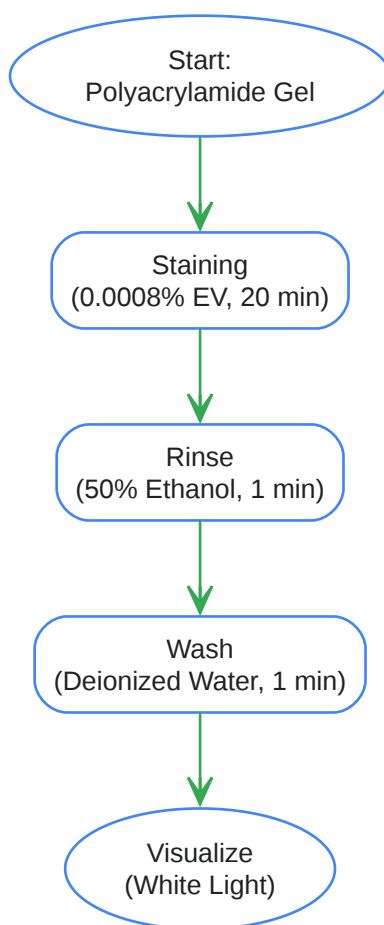 Start:
Polyacrylamide Gel
Staining
(0.0008% EV, 20 min)
Rinse
(50% Ethanol, 1 min)
Wash
(Deionized Water, 1 min)
Visualize
(White Light)